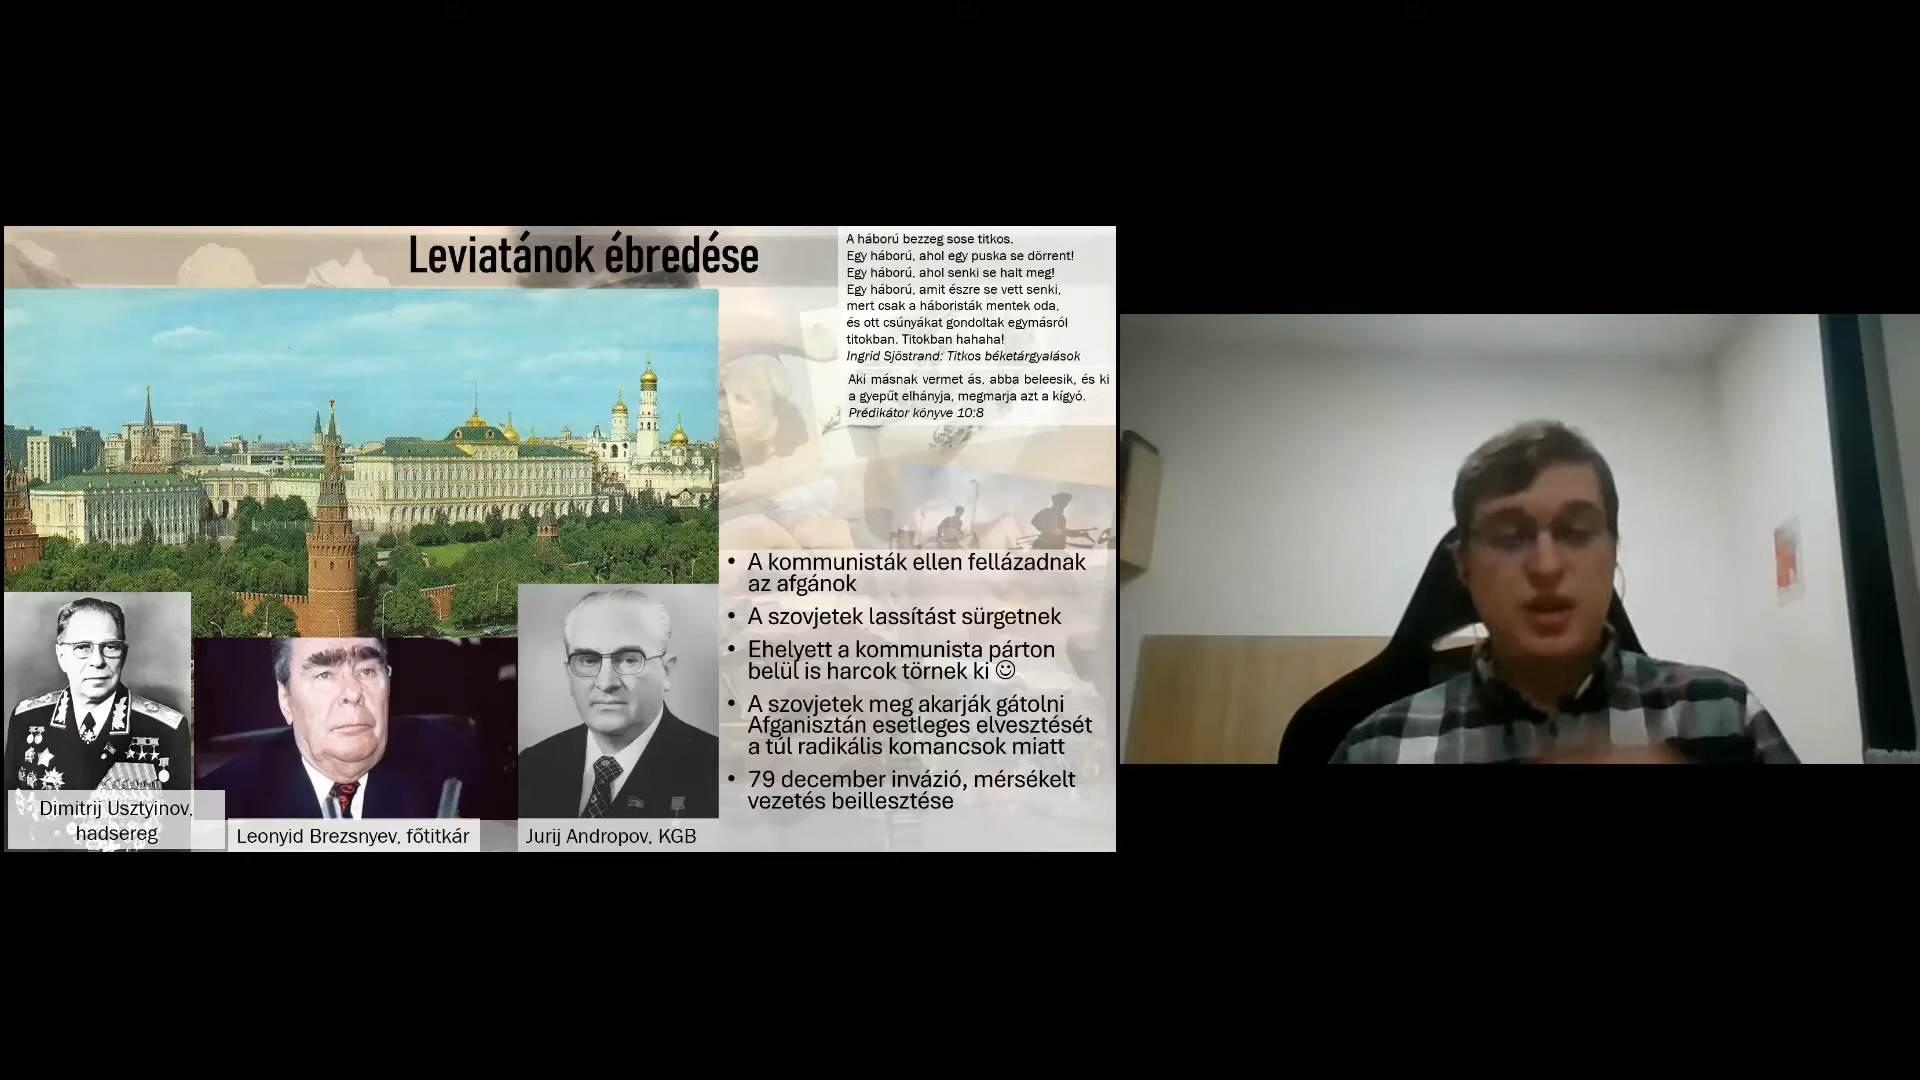 Leviatánok ébredése
A háború bezzeg sose titkos.
Egy háború, ahol egy puska se dörrent!
Egy háború, ahol senki se halt meg!
Egy háború, amit észre se vett senki,
mert csak a háboristák mentek oda,
és ott csúnyákat gondoltak egymásról
titokban. Titokban hahaha!
Ingrid Sjöstrand: Titkos béketárgyalások
Aki másnak vermet ás, abba beleesik, és ki
a gyepűt elhányja, megmarja azt a kígyó.
Prédikátor könyve 10:8
• A kommunisták ellen fellázadnak
az afgánok
• A szovjetek lassítást sürgetnek
• Ehelyett a kommunista párton
belül is harcok törnek ki ☺
• A szovjetek meg akarják gátolni
Afganisztán esetleges elvesztését
a túl radikális komancsok miatt
• 79 december invázió, mérsékelt
vezetés beillesztése
Dimitrij Usztyinov,
hadsereg
Leonyid Brezsnyev, főtitkár
Jurij Andropov, KGB